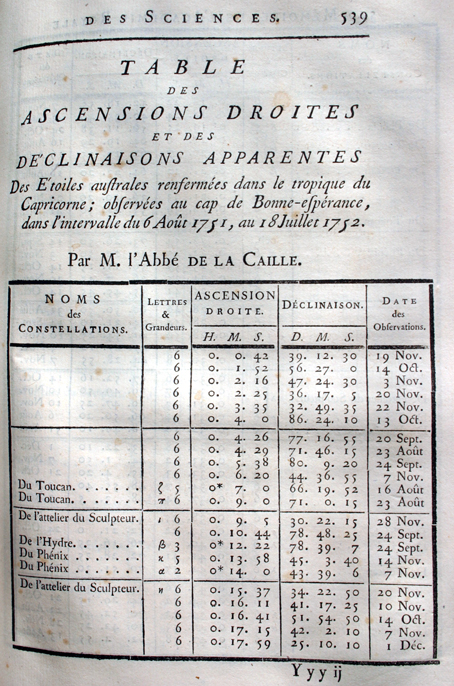 DES SCIENCES. 539
TABLE
DES
ASCENSIONS DROITES
ET DES
DÉCLINAISONS APPARENTES
Des Étoiles auſtrales renfermées dans le tropique du
Capricorne; obſervées au cap de Bonne-eſpérance,
dans l'intervalle du 6 Août 1751, au 18 Juillet 1752.
Par M. l'Abbé DE LA CAILLE.
NOMS des CONSTELLATIONS. LETTRES & Grandeurs. ASCENSION DROITE. DÉCLINAISON. DATE des Obſervations.
H. M. S. D. M. S.
6 0. 0. 42 39. 12. 30 19 Nov.
6 0. 1. 52 56. 27. 0 14 Oct.
6 0. 2. 16 47. 24. 30 3 Nov.
6 0. 2. 25 36. 17. 5 20 Nov.
6 0. 3. 35 32. 49. 35 22 Nov.
6 0. 4. 0 86. 24. 10 13 Oct.
6 0. 4. 26 77. 16. 55 20 Sept.
6 0. 4. 29 71. 46. 15 23 Août
6 0. 5. 38 80. 9. 20 24 Sept.
6 0. 6. 20 44. 36. 55 7 Nov.
Du Toucan. . . . . . . ζ 5 0* 7. 0 66. 19. 52 16 Août
Du Toucan. . . . . . . π 6 0. 9. 0 71. 0. 15 23 Août
De l'attelier du Sculpteur. ι 6 0. 9. 5 30. 22. 15 28 Nov.
6 0. 10. 44 78. 48. 25 24 Sept.
De l'Hydre. . . . . . . β 3 0* 12. 22 78. 39. 7 24 Sept.
Du Phénix . . . . . . . κ 5 0. 13. 58 45. 3. 40 14 Nov.
Du Phénix . . . . . . . α 2 0* 14. 0 43. 39. 6 7 Nov.
De l'attelier du Sculpteur. η 6 0. 15. 37 34. 22. 50 20 Nov.
6 0. 16. 11 41. 17. 25 10 Nov.
6 0. 16. 41 51. 54. 50 14 Oct.
6 0. 17. 15 42. 2. 10 7 Nov.
6 0. 17. 59 25. 10. 10 1 Déc.
Y y y ij